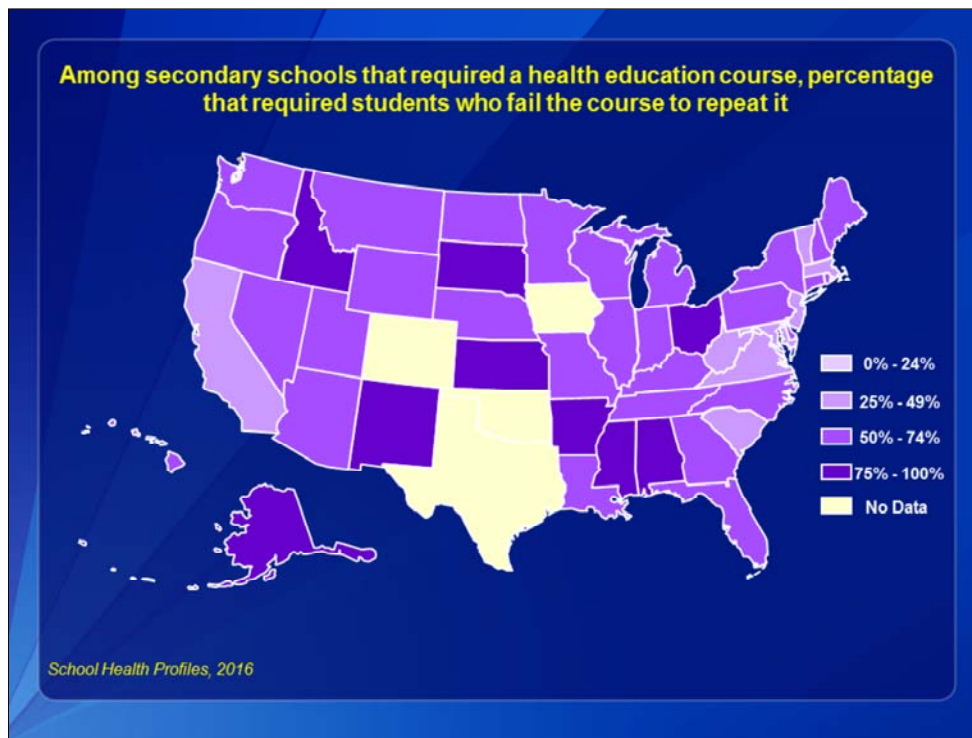 Among secondary schools that required a health education course, percentage
that required students who fail the course to repeat it
0% - 24%
25% - 49%
50% - 74%
75% - 100%
No Data
School Health Profiles, 2016